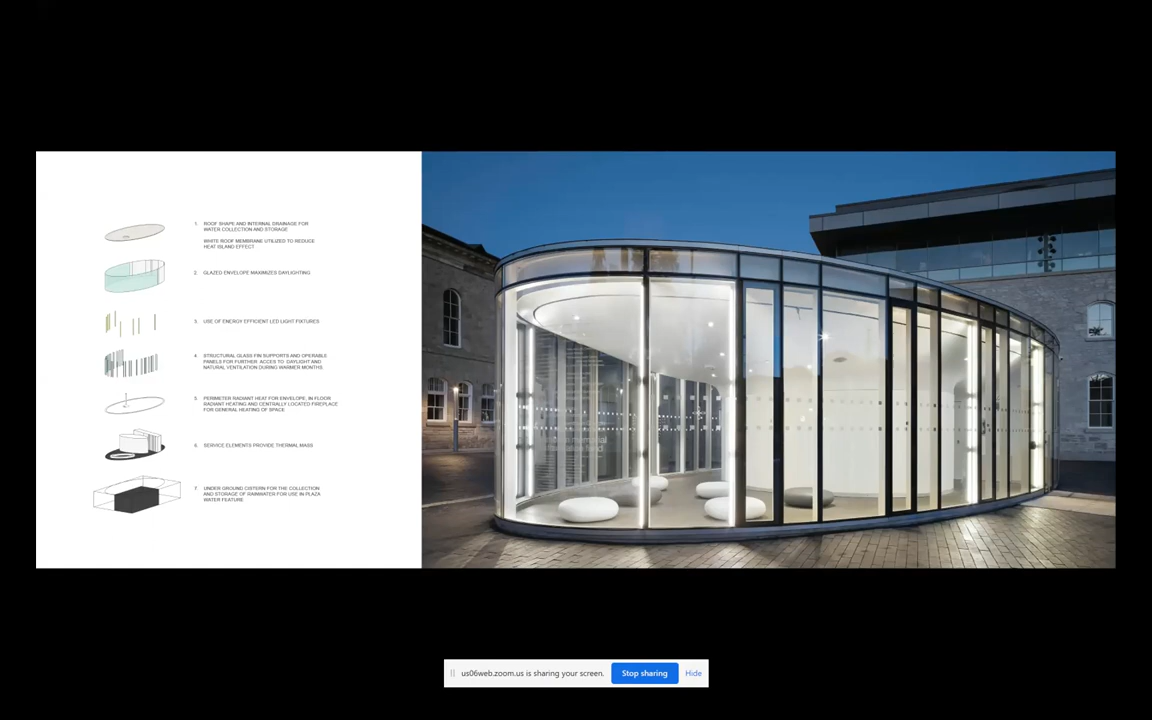 1. ROOF SHAPE AND INTERNAL DRAINAGE FOR
WATER COLLECTION AND STORAGE
WHITE ROOF MEMBRANE UTILIZED TO REDUCE
HEAT ISLAND EFFECT
2. GLAZED ENVELOPE MAXIMIZES DAYLIGHTING
3. USE OF ENERGY EFFICIENT LED LIGHT FIXTURES
4. STRUCTURAL GLASS FIN SUPPORTS AND OPERABLE
PANELS FOR FURTHER ACCES TO DAYLIGHT AND
NATURAL VENTILATION DURING WARMER MONTHS
5. PERIMETER RADIANT HEAT FOR ENVELOPE, IN FLOOR
RADIANT HEATING AND CENTRALLY LOCATED FIREPLACE
FOR GENERAL HEATING OF SPACE
6. SERVICE ELEMENTS PROVIDE THERMAL MASS
7. UNDER GROUND CISTERN FOR THE COLLECTION
AND STORAGE OF RAINWATER FOR USE IN PLAZA
WATER FEATURE
us06web.zoom.us is sharing your screen. Stop sharing Hide